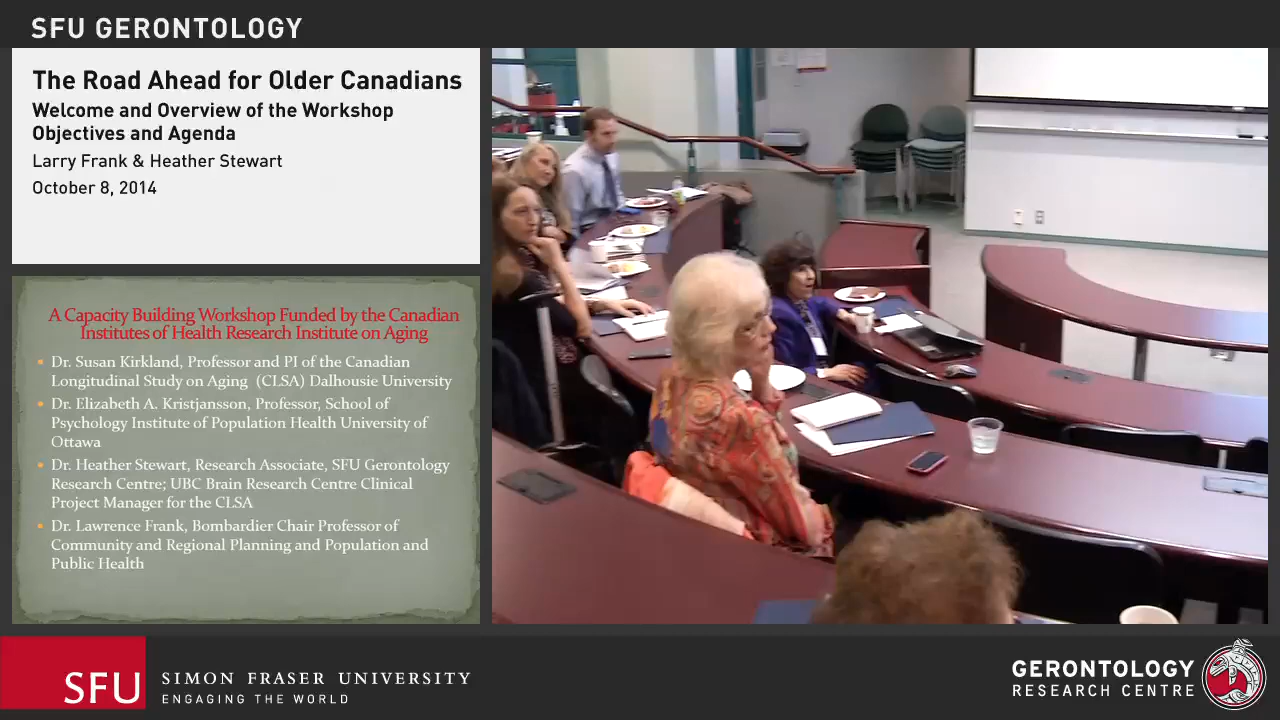 SFU GERONTOLOGY
The Road Ahead for Older Canadians
Welcome and Overview of the Workshop
Objectives and Agenda
Larry Frank & Heather Stewart
October 8, 2014
A Capacity Building Workshop Funded by the Canadian
Institutes of Health Research Institute on Aging
Dr. Susan Kirkland, Professor and PI of the Canadian
Longitudinal Study on Aging (CLSA) Dalhousie University
Dr. Elizabeth A. Kristjansson, Professor, School of
Psychology Institute of Population Health University of
Ottawa
Dr. Heather Stewart, Research Associate, SFU Gerontology
Research Centre; UBC Brain Research Centre Clinical
Project Manager for the CLSA
Dr. Lawrence Frank, Bombardier Chair Professor of
Community and Regional Planning and Population and
Public Health
SFU
SIMON FRASER UNIVERSITY
ENGAGING THE WORLD
GERONTOLOGY
RESEARCH CENTRE